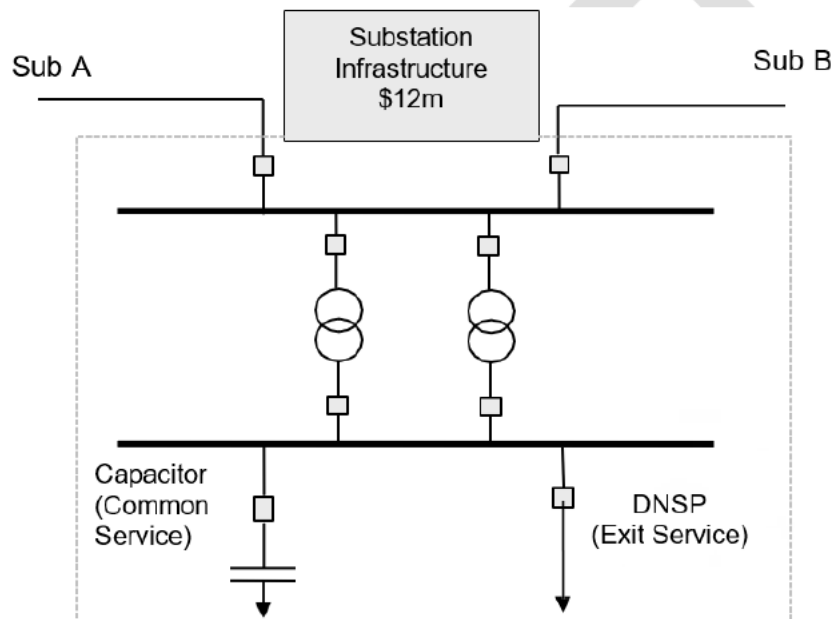 Substation
Infrastructure
$12m
Sub A
Sub B
Capacitor
(Common
Service)
DNSP
(Exit Service)